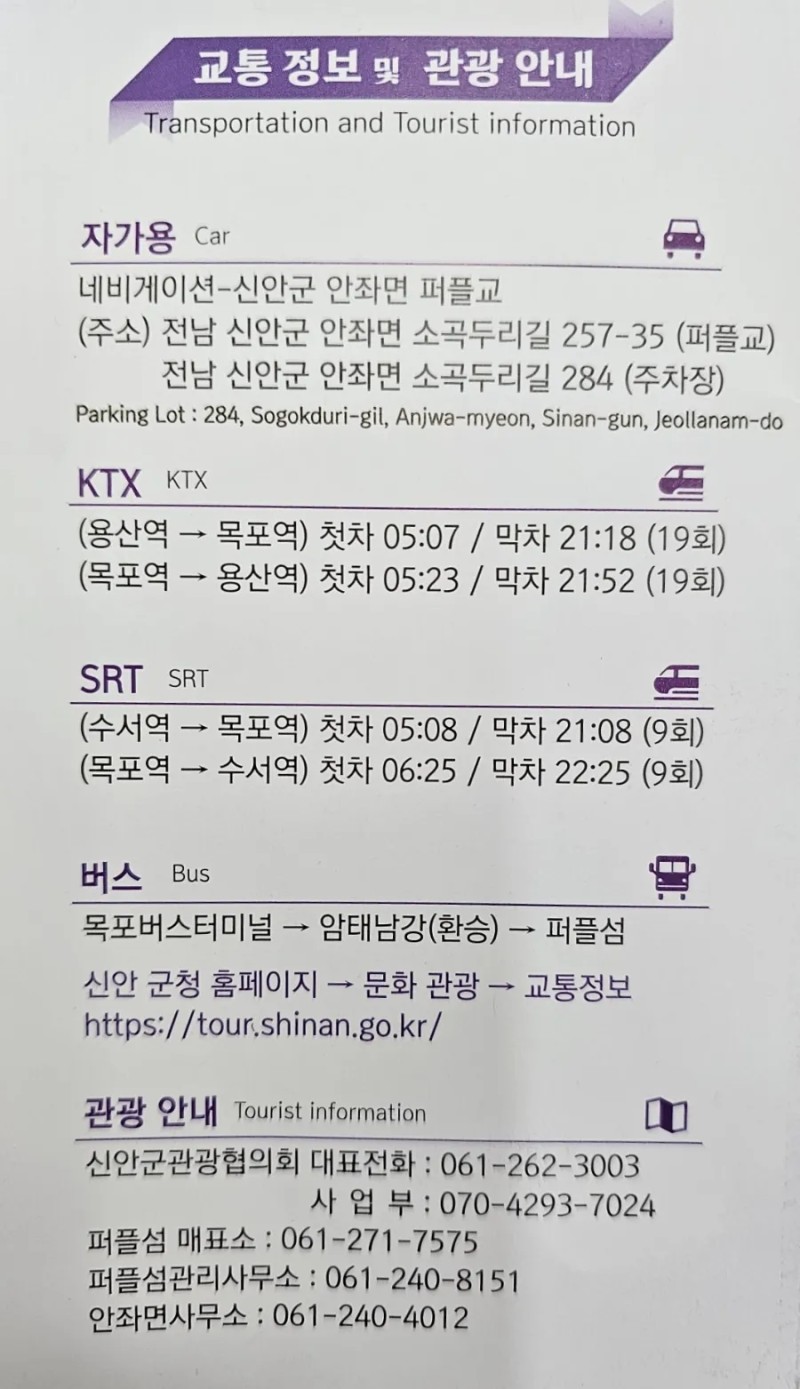 교통 정보 및 관광 안내
Transportation and Tourist information
자가용 Car
네비게이션-신안군 안좌면 퍼플교
(주소) 전남 신안군 안좌면 소곡두리길 257-35 (퍼플교)
전남 신안군 안좌면 소곡두리길 284 (주차장)
Parking Lot : 284, Sogokduri-gil, Anjwa-myeon, Sinan-gun, Jeollanam-do
KTX KTX
(용산역 → 목포역) 첫차 05:07 / 막차 21:18 (19회)
(목포역 → 용산역) 첫차 05:23 / 막차 21:52 (19회)
SRT SRT
(수서역 → 목포역) 첫차 05:08 / 막차 21:08 (9회)
(목포역 → 수서역) 첫차 06:25 / 막차 22:25 (9회)
버스 Bus
목포버스터미널 → 암태남강(환승) → 퍼플섬
신안 군청 홈페이지 → 문화 관광 → 교통정보
https://tour.shinan.go.kr/
관광 안내 Tourist information
신안군관광협의회 대표전화 : 061-262-3003
사 업 부 : 070-4293-7024
퍼플섬 매표소 : 061-271-7575
퍼플섬관리사무소 : 061-240-8151
안좌면사무소 : 061-240-4012